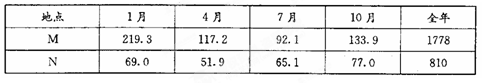 地点 1月 4月 7月 10月 全年
M 219.3 117.2 92.1 133.9 1778
N 69.0 51.9 65.1 77.0 810